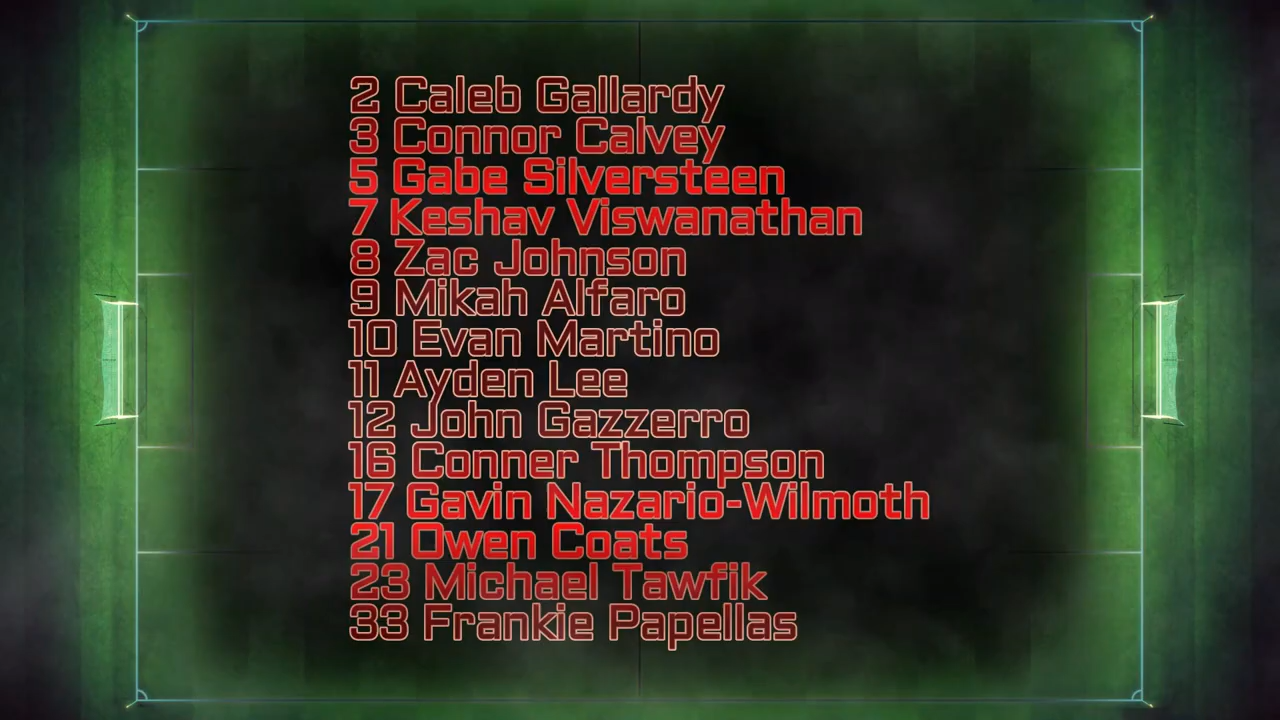 2 Caleb Gallardy
3 Connor Calvey
5 Gabe Silversteen
7 Keshav Viswanathan
8 Zac Johnson
9 Mikah Alfaro
10 Evan Martino
11 Ayden Lee
12 John Gazzerro
16 Conner Thompson
17 Gavin Nazario-Wilmoth
21 Owen Coats
23 Michael Tawfik
33 Frankie Papellas